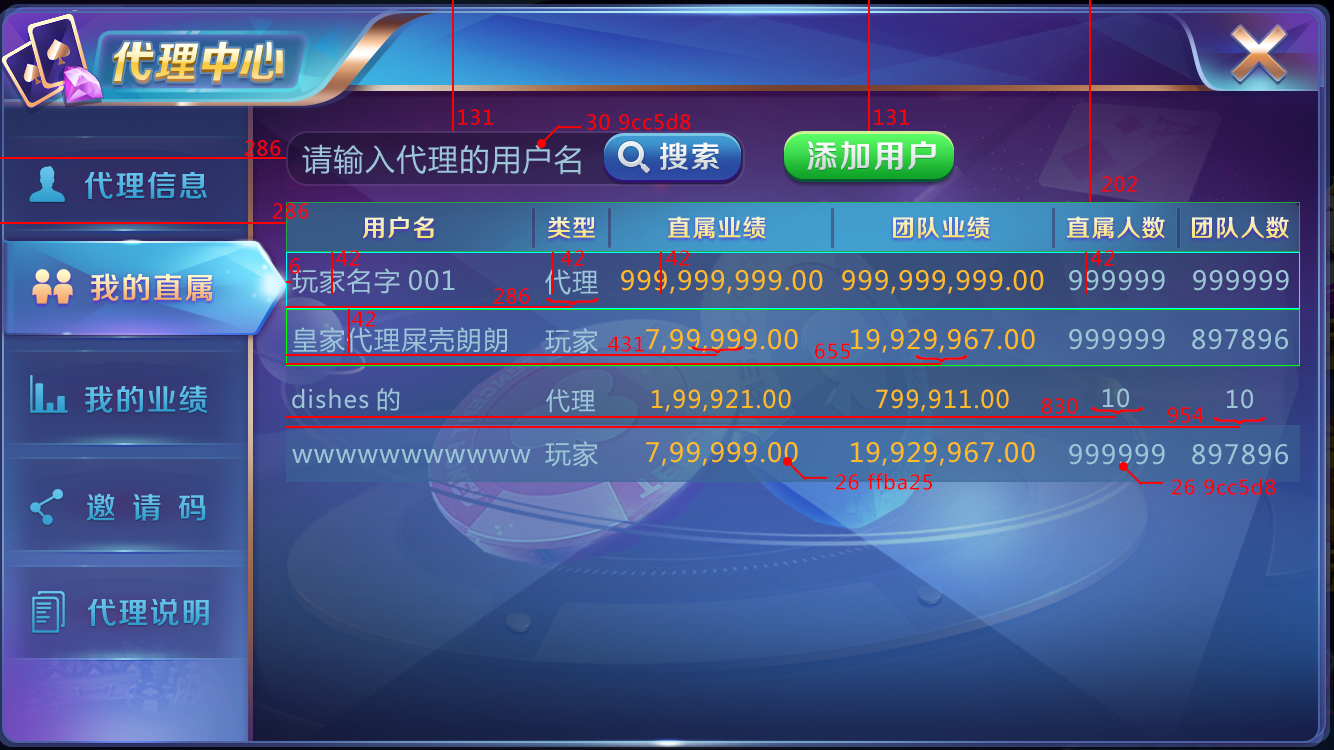 代理中心
131
131
30 9cc5d8
286
请输入代理的用户名
搜索
添加用户
代理信息
202
286
用户名
类型
直属业绩
团队业绩
直属人数
团队人数
6
42
42
42
42
我的直属
玩家名字 001
代理
999,999,999.00
999,999,999.00
999999
999999
286
42
皇家代理屎壳朗朗
玩家
431
7,99,999.00
655
19,929,967.00
999999
897896
我的业绩
dishes 的
代理
1,99,921.00
799,911.00
830
10
954
10
wwwwwwwwwww
玩家
7,99,999.00
19,929,967.00
999999
897896
26 ffba25
26 9cc5d8
邀请码
代理说明